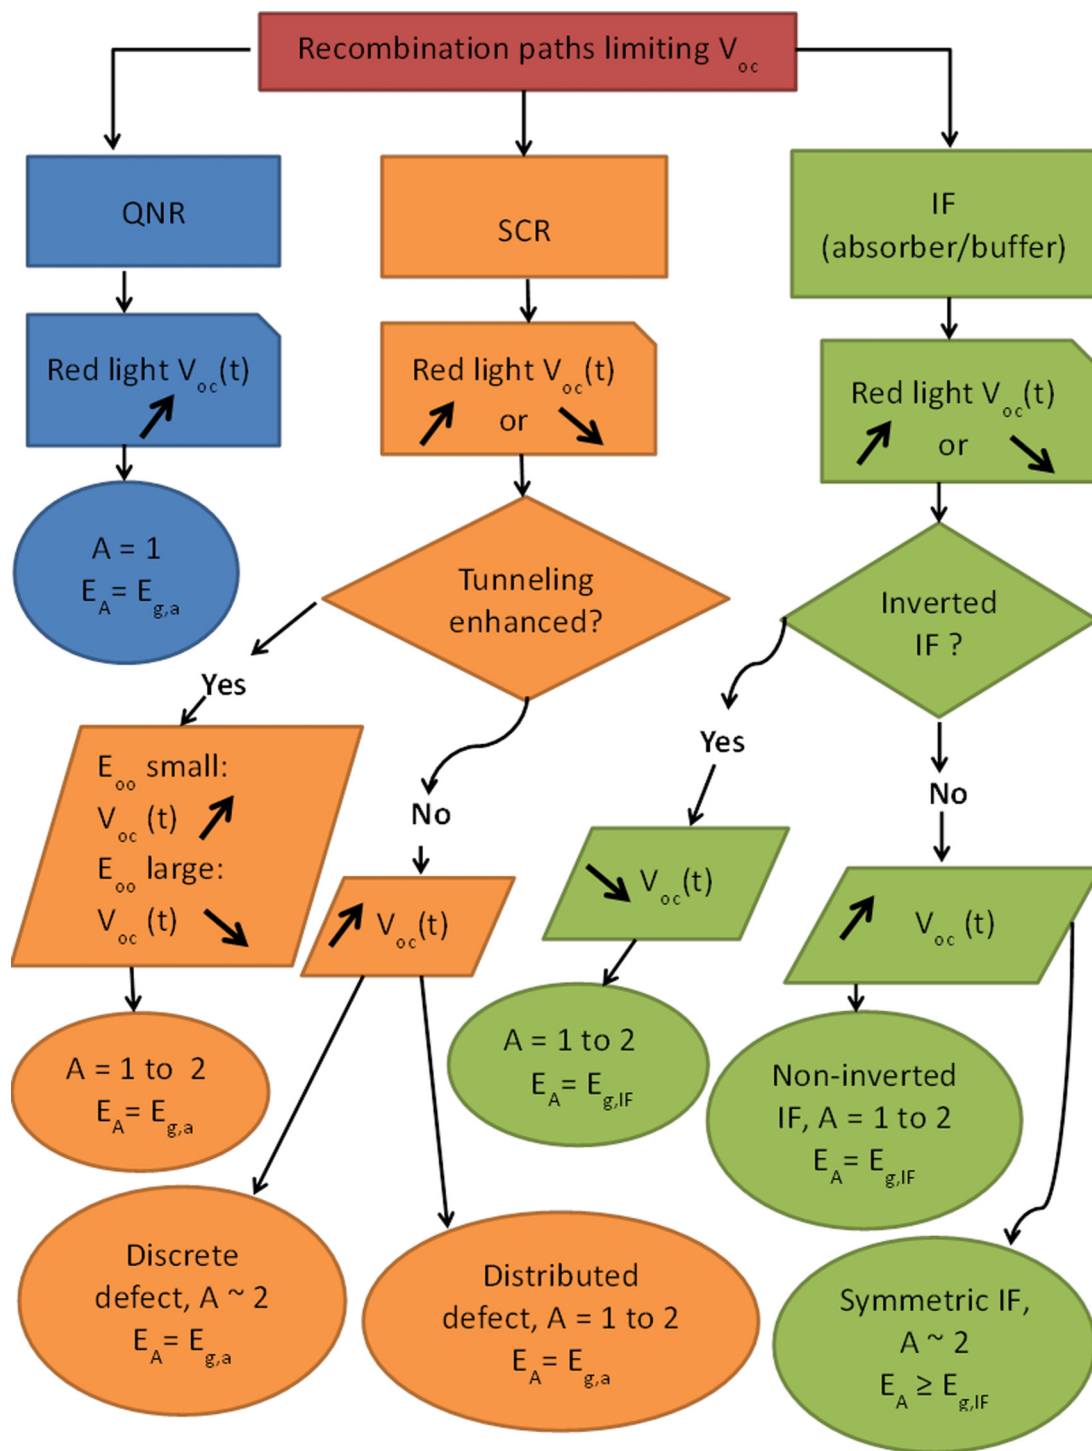 Recombination paths limiting Voc
QNR
SCR
IF
(absorber/buffer)
Red light Voc(t)
Red light Voc(t)
or
Red light Voc(t)
or
A = 1
EA= Eg,a
Tunneling
enhanced?
Inverted
IF ?
Yes
No
Yes
No
Eoo small:
Voc (t)
Eoo large:
Voc (t)
Voc(t)
Voc(t)
Voc (t)
A = 1 to 2
EA= Eg,a
A = 1 to 2
EA= Eg,IF
Non-inverted
IF, A = 1 to 2
EA= Eg,IF
Discrete
defect, A ~ 2
EA= Eg,a
Distributed
defect, A = 1 to 2
EA= Eg,a
Symmetric IF,
A ~ 2
EA ≥ Eg,IF